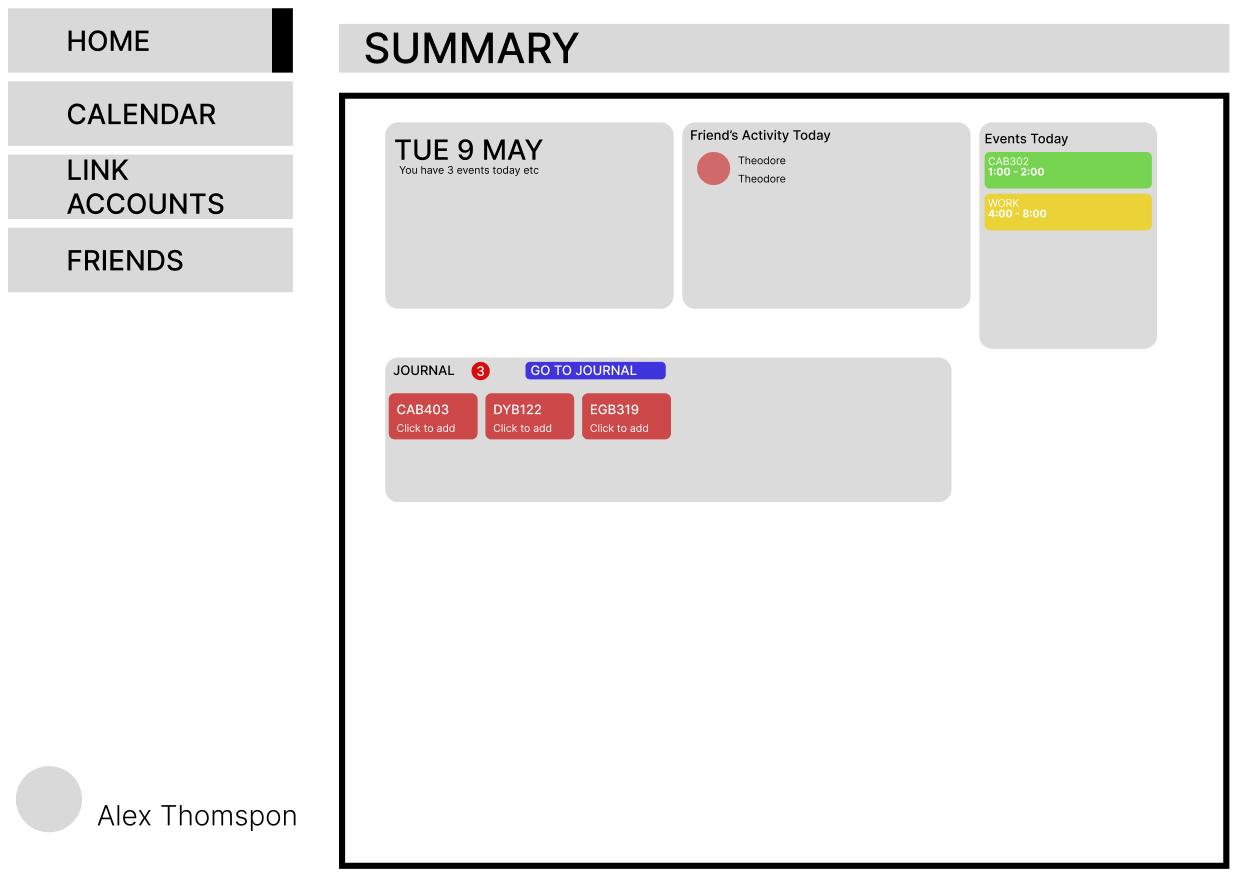 HOME
CALENDAR
LINK
ACCOUNTS
FRIENDS
Alex Thomspon
SUMMARY
TUE 9 MAY
You have 3 events today etc
Friend's Activity Today
Theodore
Theodore
Events Today
CAB302
1:00 - 2:00
WORK
4:00 - 8:00
JOURNAL 3 GO TO JOURNAL
CAB403 DYB122 EGB319
Click to add Click to add Click to add